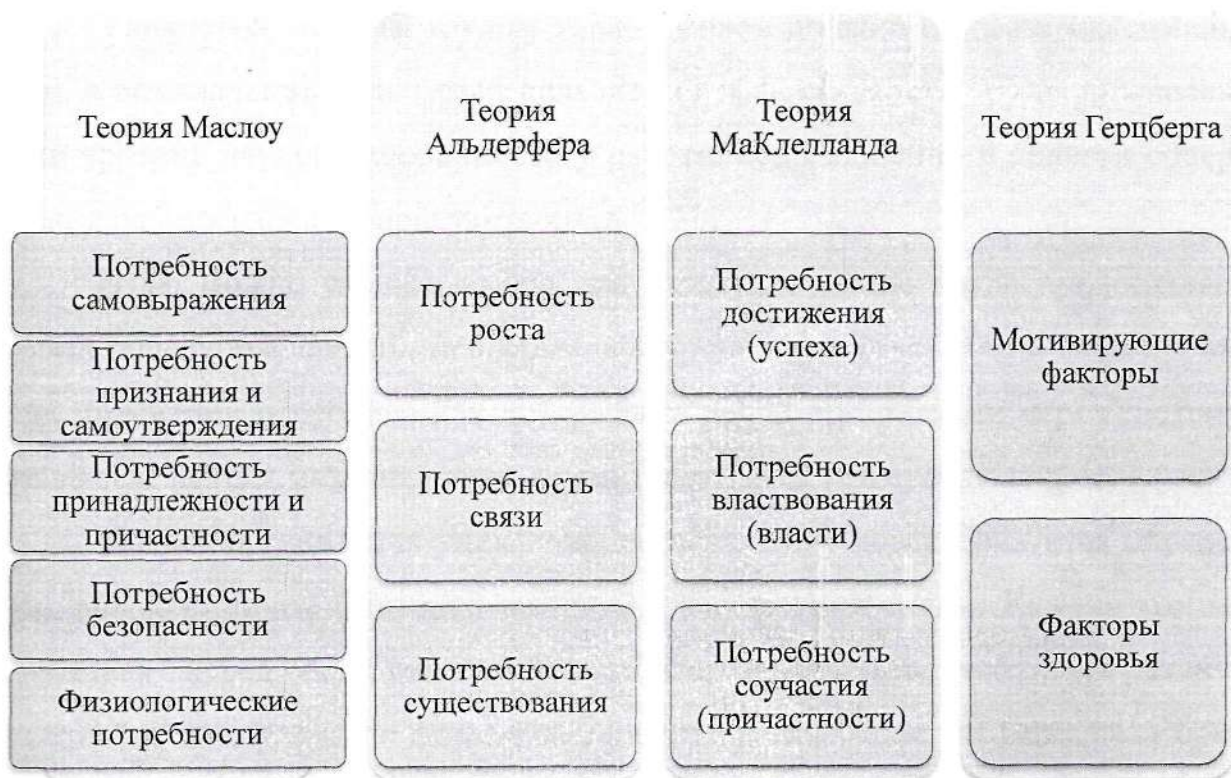 Теория Маслоу
Потребность
самовыражения
Потребность
признания и
самоутверждения
Потребность
принадлежности и
причастности
Потребность
безопасности
Физиологические
потребности
Теория
Альдерфера
Потребность
роста
Потребность
связи
Потребность
существования
Теория
МаКлелланда
Потребность
достижения
(успеха)
Потребность
властвования
(власти)
Потребность
соучастия
(причастности)
Теория Герцберга
Мотивирующие
факторы
Факторы
здоровья